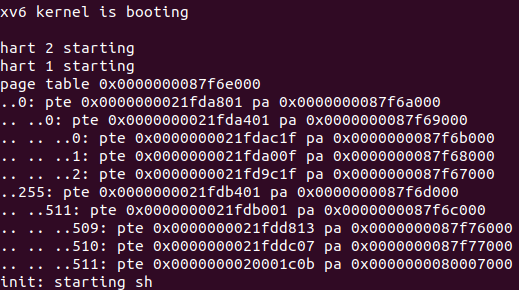 xv6 kernel is booting

hart 2 starting
hart 1 starting
page table 0x0000000087f6e000
..0: pte 0x0000000021fda801 pa 0x0000000087f6a000
.. ..0: pte 0x0000000021fda401 pa 0x0000000087f69000
.. .. ..0: pte 0x0000000021fdac1f pa 0x0000000087f6b000
.. .. ..1: pte 0x0000000021fda00f pa 0x0000000087f68000
.. .. ..2: pte 0x0000000021fd9c1f pa 0x0000000087f67000
..255: pte 0x0000000021fdb401 pa 0x0000000087f6d000
.. ..511: pte 0x0000000021fdb001 pa 0x0000000087f6c000
.. .. ..509: pte 0x0000000021fdd813 pa 0x0000000087f76000
.. .. ..510: pte 0x0000000021fddc07 pa 0x0000000087f77000
.. .. ..511: pte 0x0000000020001c0b pa 0x0000000080007000
init: starting sh